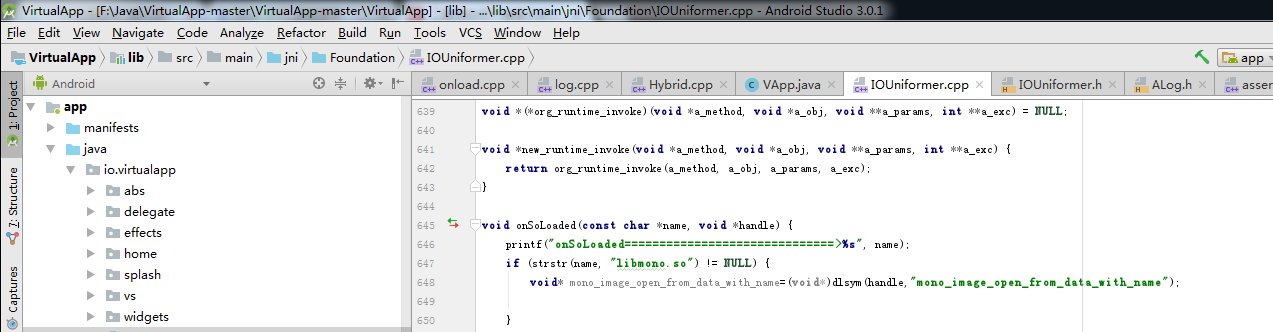 VirtualApp - [F:\Java\VirtualApp-master\VirtualApp-master\VirtualApp] - [lib] - ...\lib\src\main\jni\Foundation\IOUniformer.cpp - Android Studio 3.0.1
File Edit View Navigate Code Analyze Refactor Build Run Tools VCS Window Help
VirtualApp lib src main jni Foundation IOUniformer.cpp app
Android onload.cpp log.cpp Hybrid.cpp VApp.java IOUniformer.cpp IOUniformer.h ALog.h asser
1: Project
7: Structure
Captures
app
manifests
java
io.virtualapp
abs
delegate
effects
home
splash
vs
widgets
639 void *(*org_runtime_invoke)(void *a_method, void *a_obj, void **a_params, int **a_exc) = NULL;
640
641 void *new_runtime_invoke(void *a_method, void *a_obj, void **a_params, int **a_exc) {
642 return org_runtime_invoke(a_method, a_obj, a_params, a_exc);
643 }
644
645 void onSoLoaded(const char *name, void *handle) {
646 printf("onSoLoaded==============================>%s", name);
647 if (strstr(name, "libmono.so") != NULL) {
648 void* mono_image_open_from_data_with_name=(void*)dlsym(handle,"mono_image_open_from_data_with_name");
649
650 }